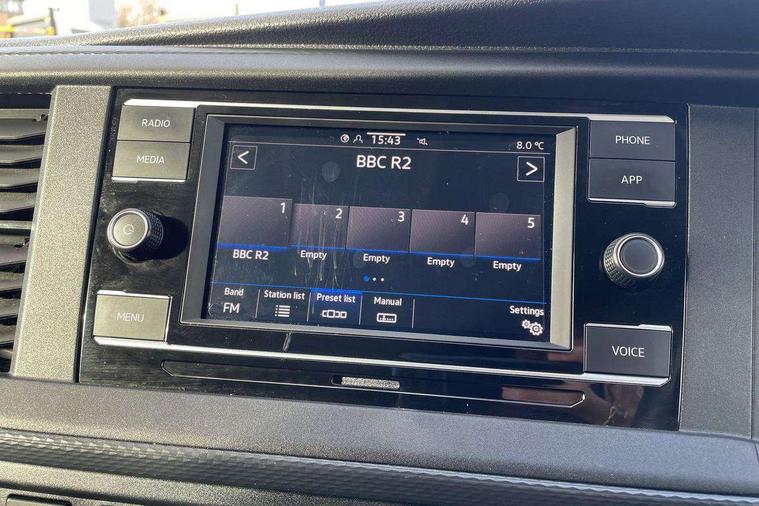 RADIO
MEDIA
MENU
15:43
8.0 °C
<
BBC R2
>
1
2
3
4
5
BBC R2
Empty
Empty
Empty
Empty
Band
FM
Station list
Preset list
Manual
Settings
PHONE
APP
VOICE